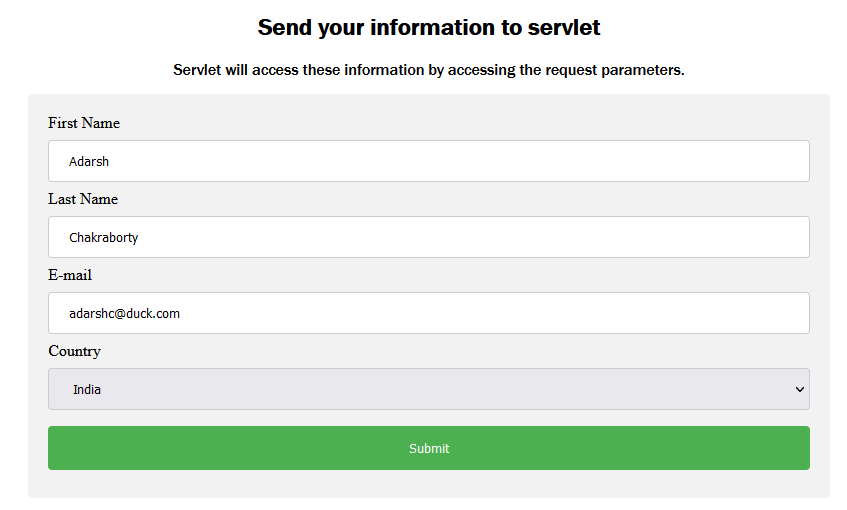 Send your information to servlet
Servlet will access these information by accessing the request parameters.
First Name
Adarsh
Last Name
Chakraborty
E-mail
adarshc@duck.com
Country
India
Submit